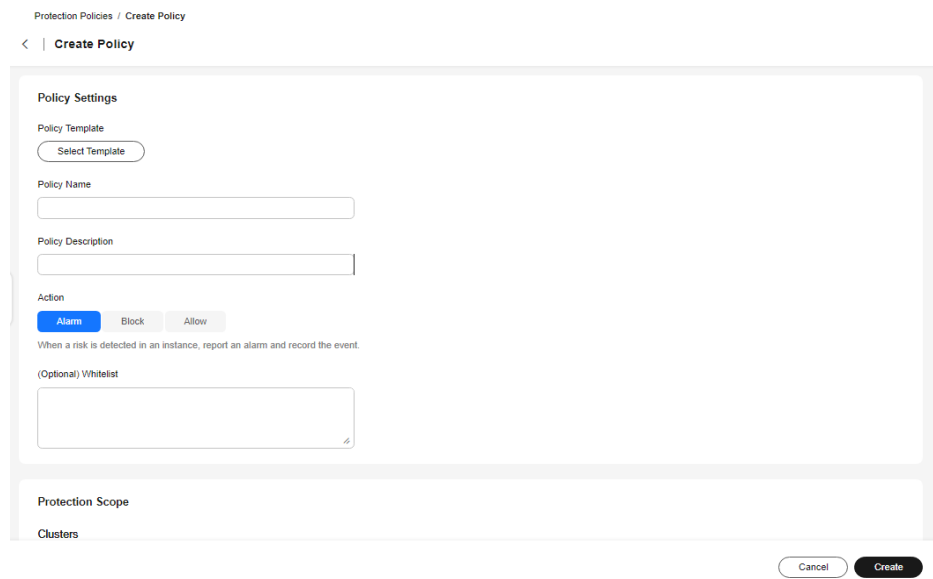 Protection Policies / Create Policy
Create Policy
Policy Settings
Policy Template
Select Template
Policy Name
Policy Description
Action
Alarm Block Allow
When a risk is detected in an instance, report an alarm and record the event.
(Optional) Whitelist
Protection Scope
Clusters
Cancel Create